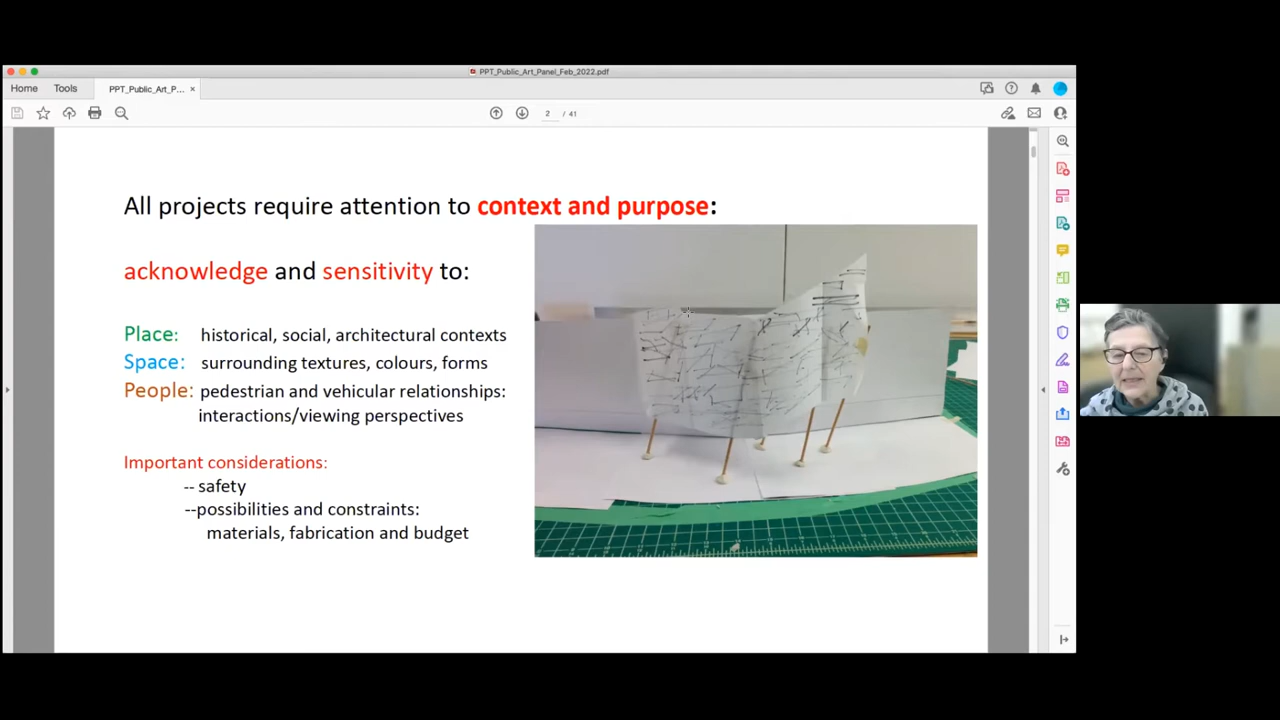 PPT_Public_Art_Panel_Feb_2022.pdf
Home Tools PPT_Public_Art_P... ×
2 / 41
All projects require attention to context and purpose:
acknowledge and sensitivity to:
Place: historical, social, architectural contexts
Space: surrounding textures, colours, forms
People: pedestrian and vehicular relationships:
interactions/viewing perspectives
Important considerations:
-- safety
--possibilities and constraints:
materials, fabrication and budget